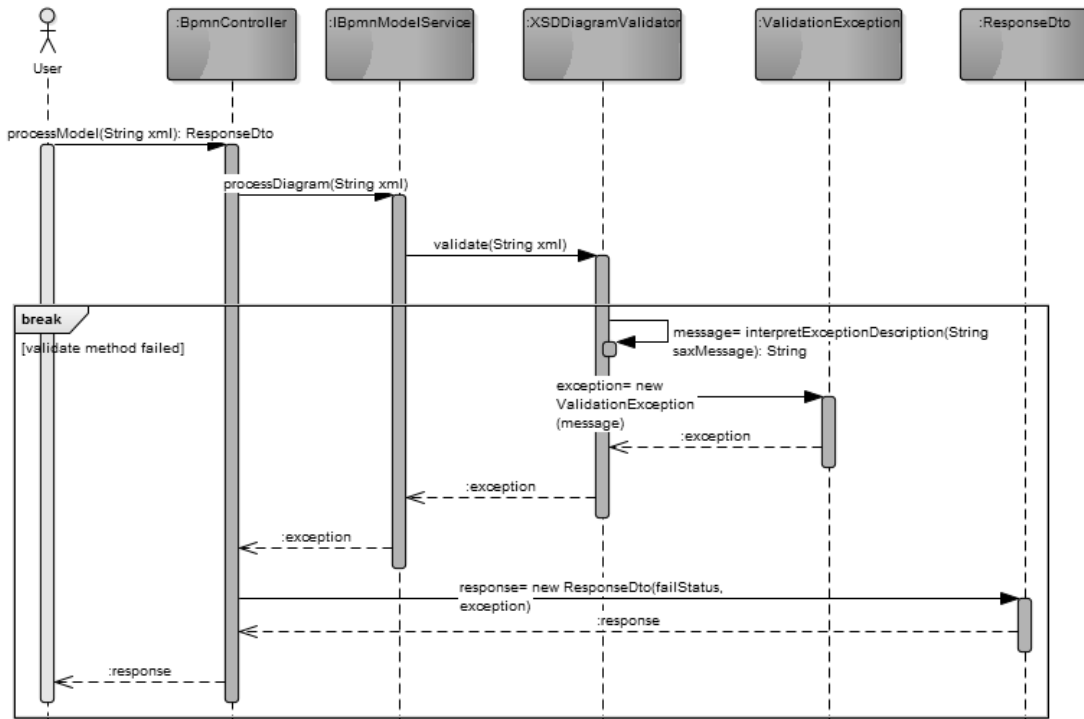 :BpmnController
:IBpmnModelService
:XSDDiagramValidator
:ValidationException
:ResponseDto
User
processModel(String xml): ResponseDto
processDiagram(String xml)
validate(String xml)
break
[validate method failed]
message= interpretExceptionDescription(String
saxMessage): String
exception= new
ValidationException
(message)
:exception
:exception
:exception
response= new ResponseDto(failStatus,
exception)
:response
:response